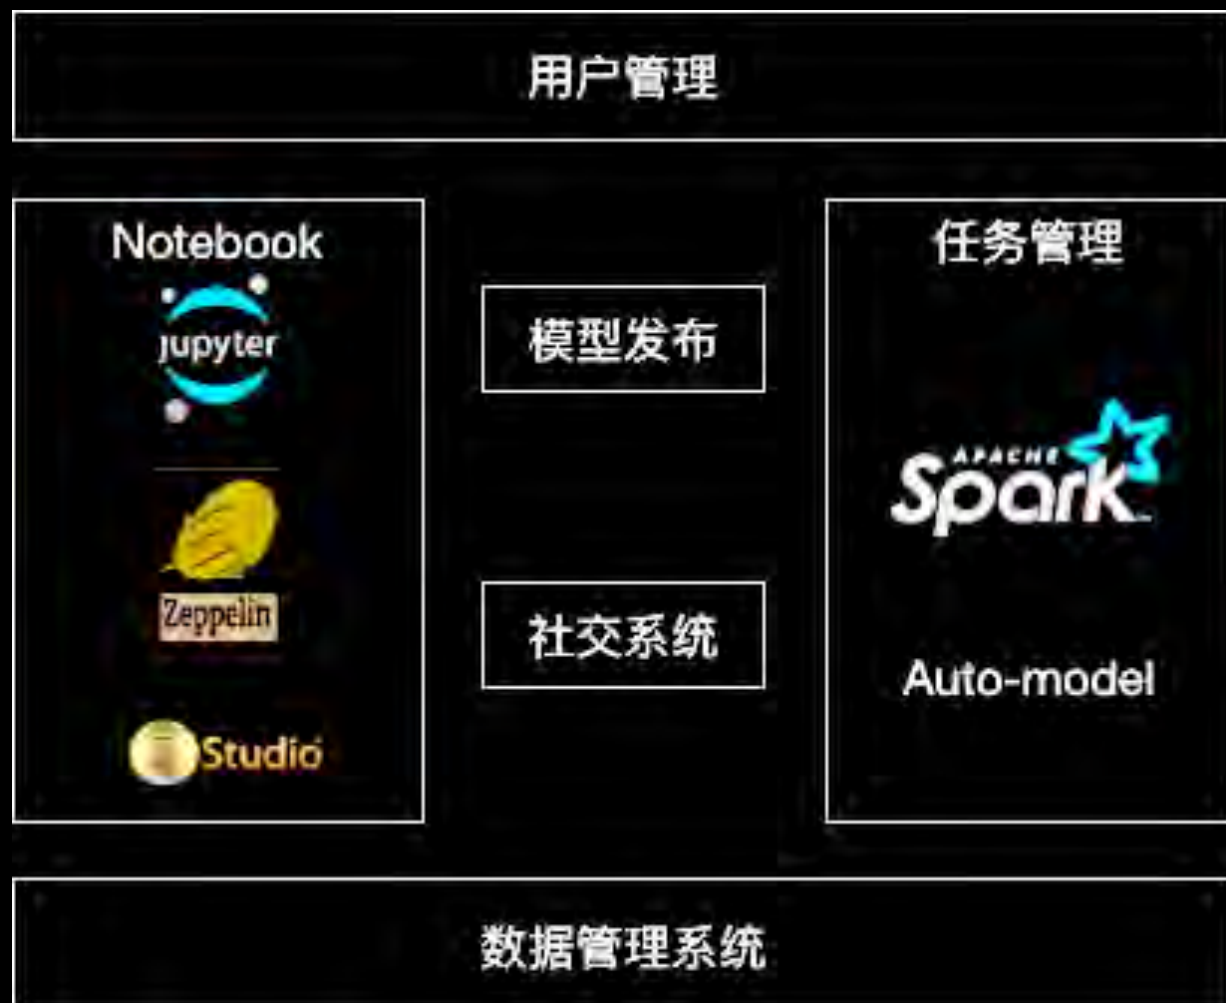 用户管理
Notebook
jupyter
Zeppelin
Studio
模型发布
社交系统
任务管理
APACHE
Spark
Auto-model
数据管理系统